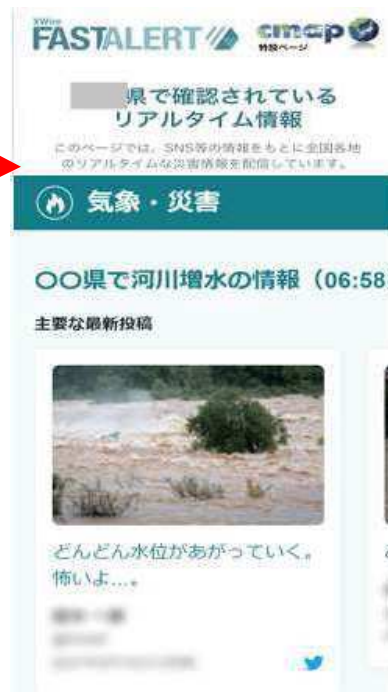 XWire
FASTALERT cmap
特設ページ
県で確認されている
リアルタイム情報
このページでは、SNS等の情報をもとに全国各地
のリアルタイムな災害情報を配信しています。
気象・災害
〇〇県で河川増水の情報（06:58
主要な最新投稿
どんどん水位があがっていく。
怖いよ…。